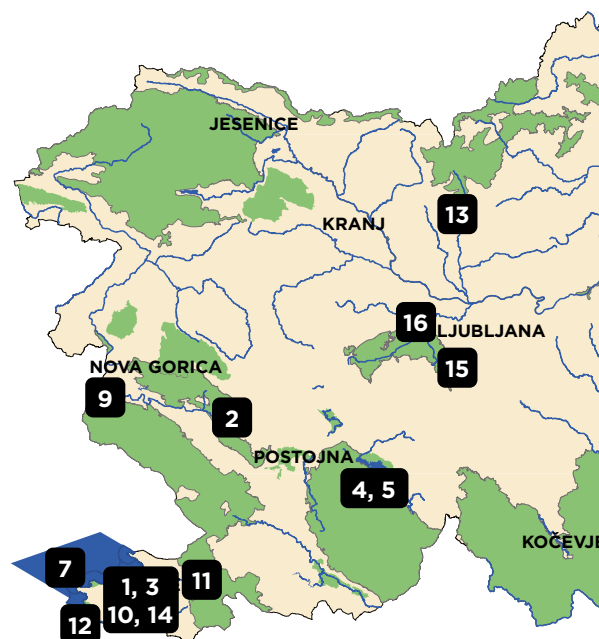 JESENICE
13
KRANJ
16
LJUBLJANA
15
NOVA GORICA
9
2
POSTOJNA
4, 5
KOČEVJE
7
1, 3
10, 14
11
12